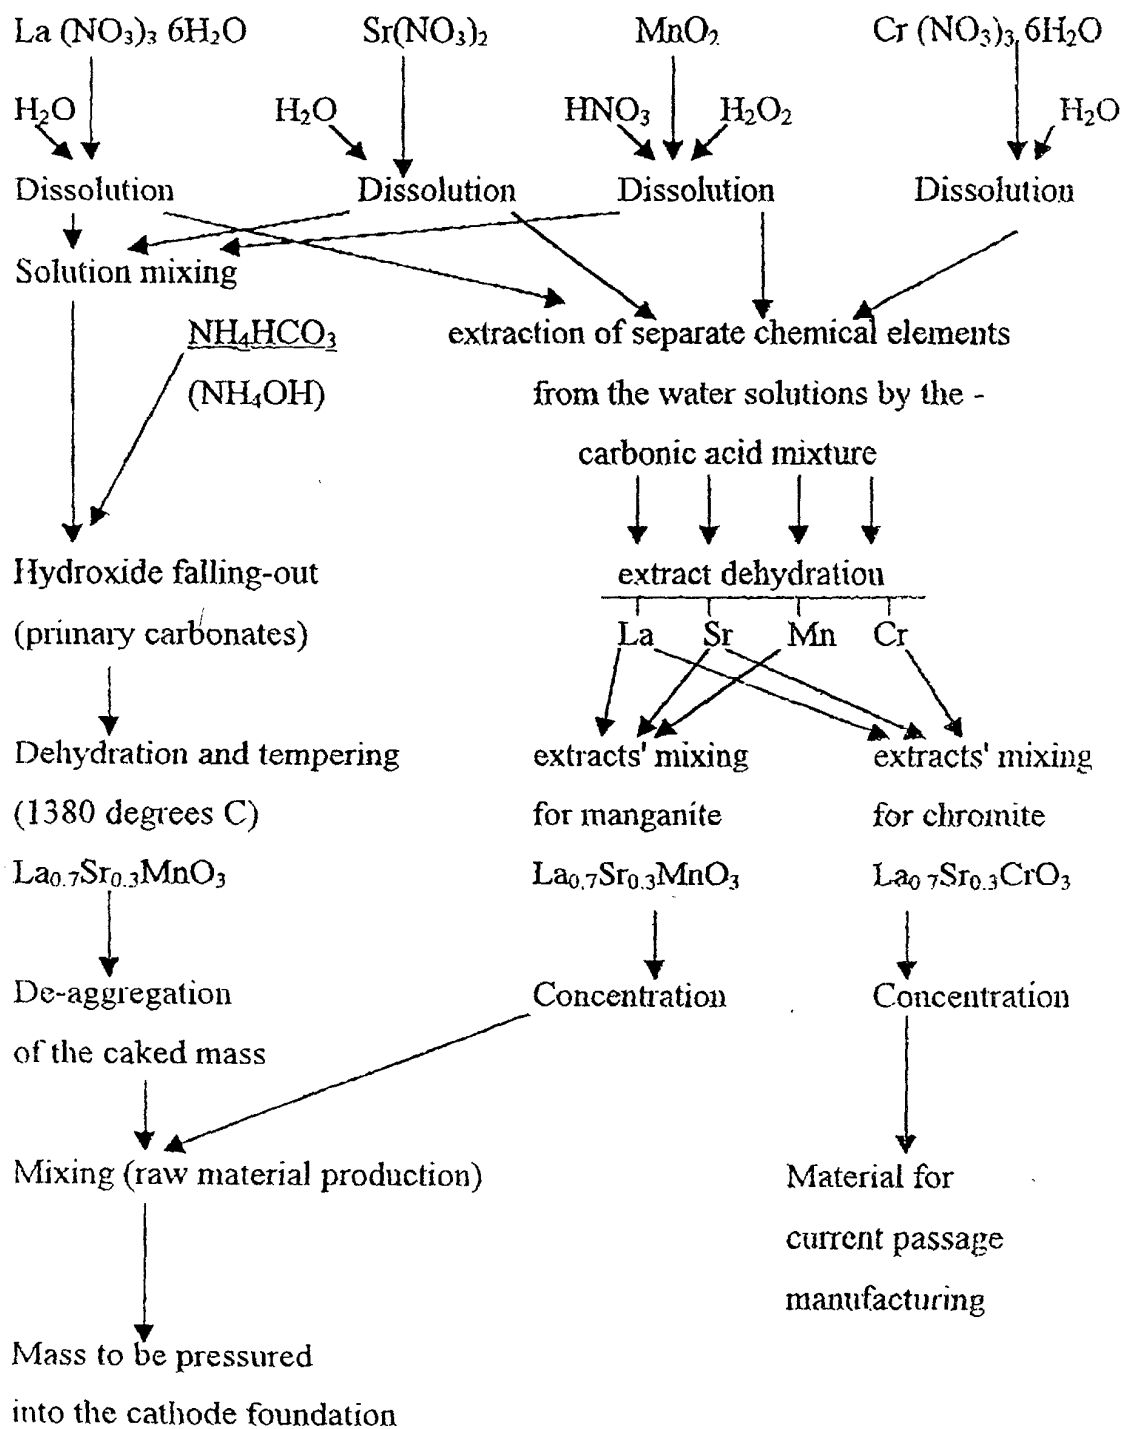 La (NO₃)₃ 6H₂O Sr(NO₃)₂ MnO₂ Cr (NO₃)₃ 6H₂O
H₂O H₂O HNO₃ H₂O₂ H₂O
Dissolution Dissolution Dissolution Dissolution
Solution mixing
NH₄HCO₃ extraction of separate chemical elements
(NH₄OH) from the water solutions by the -
carbonic acid mixture
Hydroxide falling-out extract dehydration
(primary carbonates) La Sr Mn Cr
Dehydration and tempering extracts' mixing extracts' mixing
(1380 degrees C) for manganite for chromite
La₀.₇Sr₀.₃MnO₃ La₀,₇Sr₀.₃MnO₃ La₀ ₇Sr₀.₃CrO₃
De-aggregation Concentration Concentration
of the caked mass
Mixing (raw material production) Material for
current passage
manufacturing
Mass to be pressured
into the cathode foundation